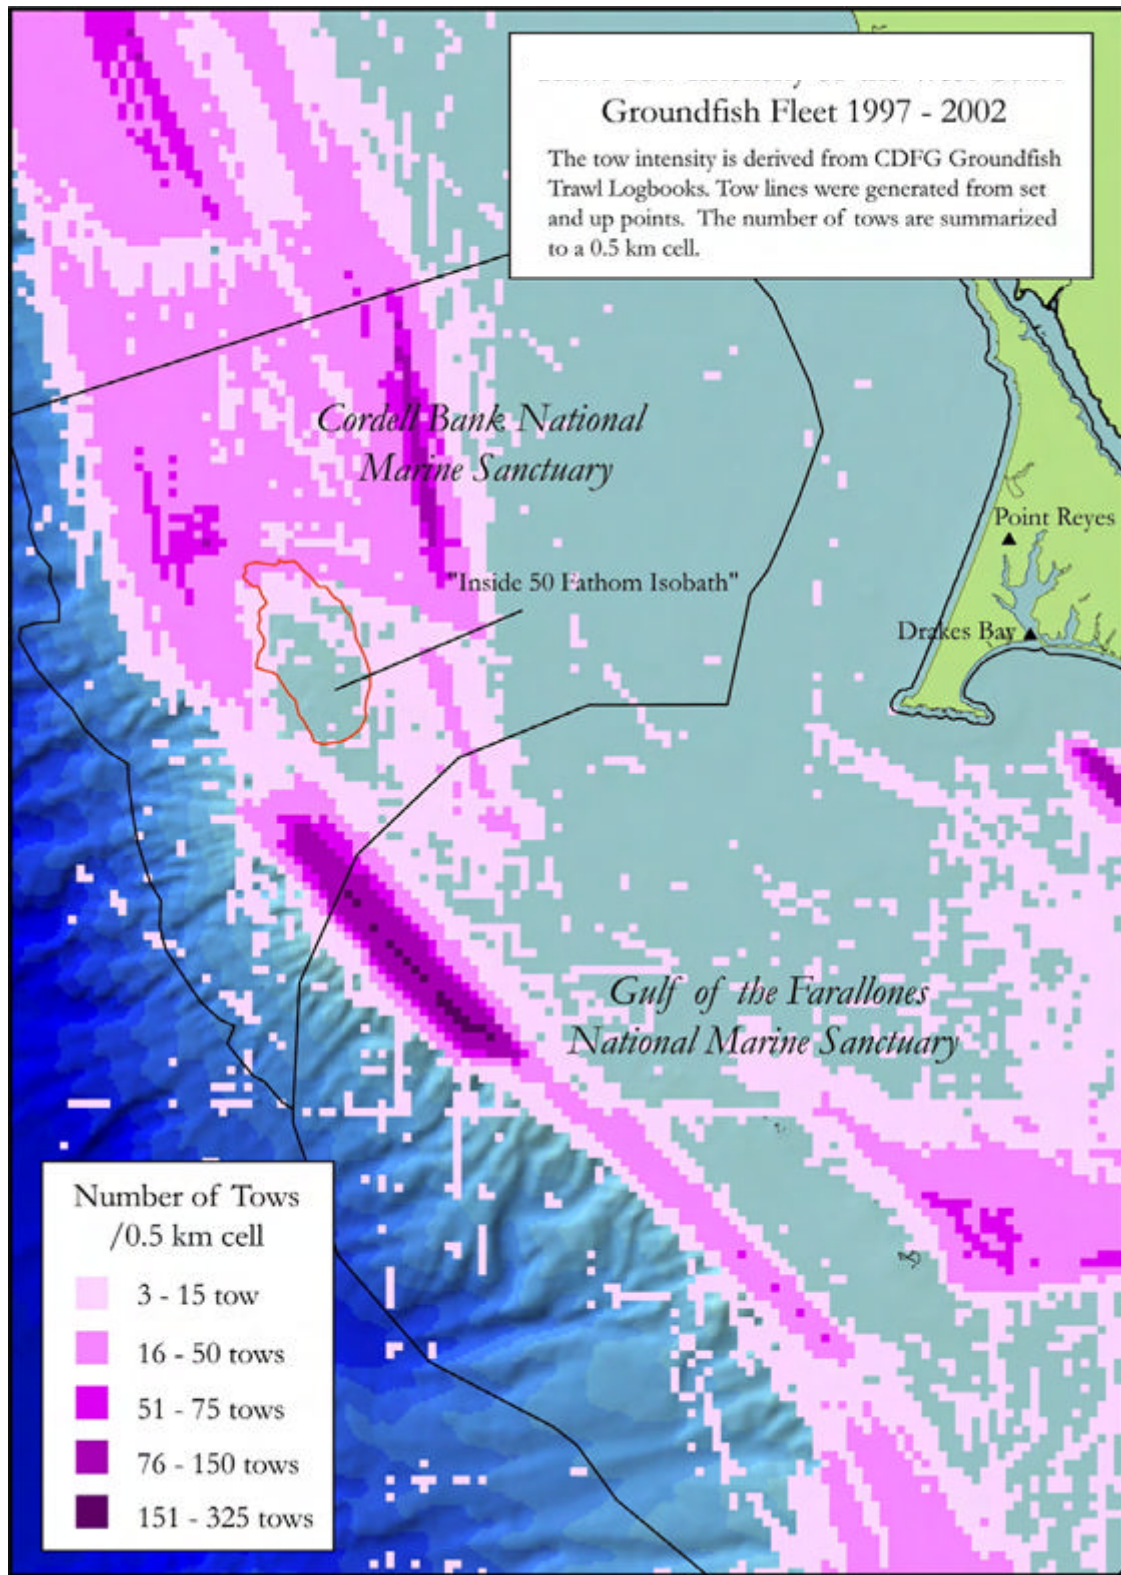 Groundfish Fleet 1997 - 2002
The tow intensity is derived from CDFG Groundfish
Trawl Logbooks. Tow lines were generated from set
and up points. The number of tows are summarized
to a 0.5 km cell.
Cordell Bank National
Marine Sanctuary
Point Reyes
"Inside 50 Fathom Isobath"
Drakes Bay
Gulf of the Farallones
National Marine Sanctuary
Number of Tows
/0.5 km cell
3 - 15 tow
16 - 50 tows
51 - 75 tows
76 - 150 tows
151 - 325 tows